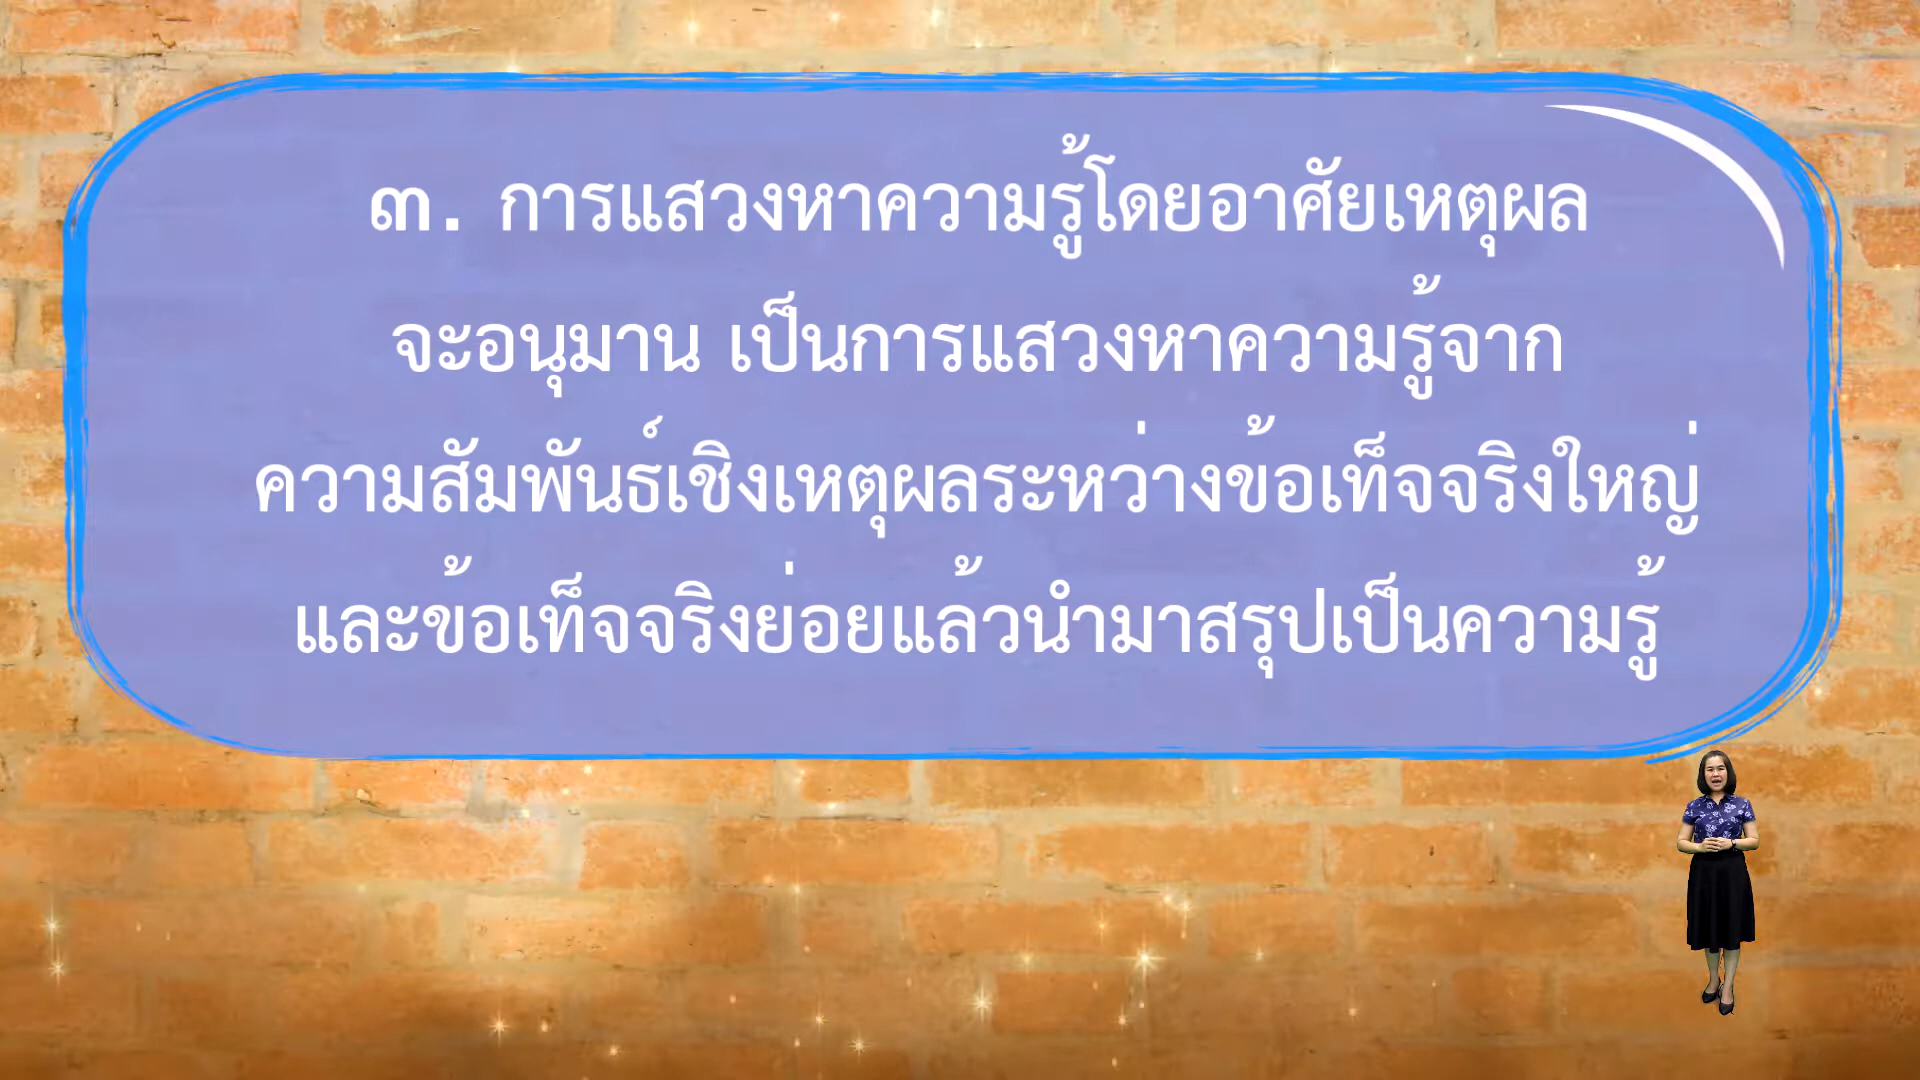 ๓. การแสวงหาความรู้โดยอาศัยเหตุผล
จะอนุมาน เป็นการแสวงหาความรู้จาก
ความสัมพันธ์เชิงเหตุผลระหว่างข้อเท็จจริงใหญ่
และข้อเท็จจริงย่อยแล้วนำมาสรุปเป็นความรู้